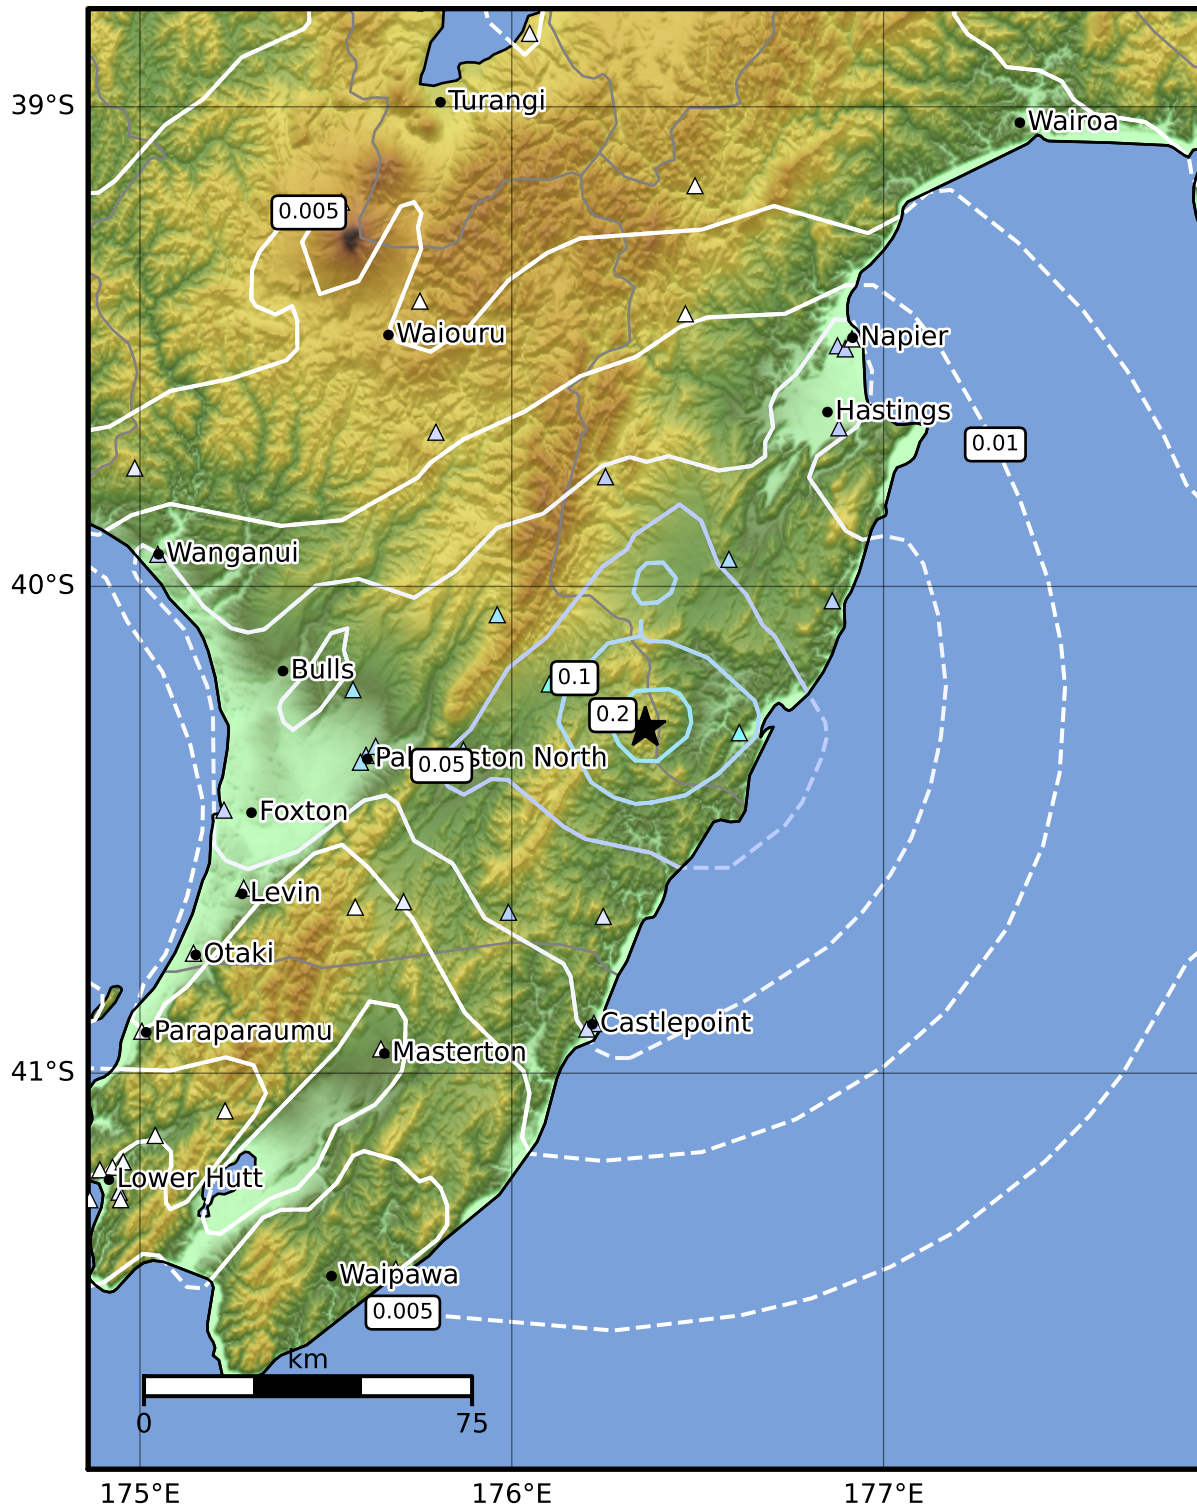 39°S
Turangi
Wairoa
0.005
Waiouru
Napier
Hastings
0.01
Wanganui
40°S
Bulls
0.1
0.2
Pal
ston North
0.05
Foxton
Levin
Otaki
Castlepoint
Paraparaumu
Masterton
41°S
Lower Hutt
Waipawa
0.005
km
0
75
175°E
176°E
177°E